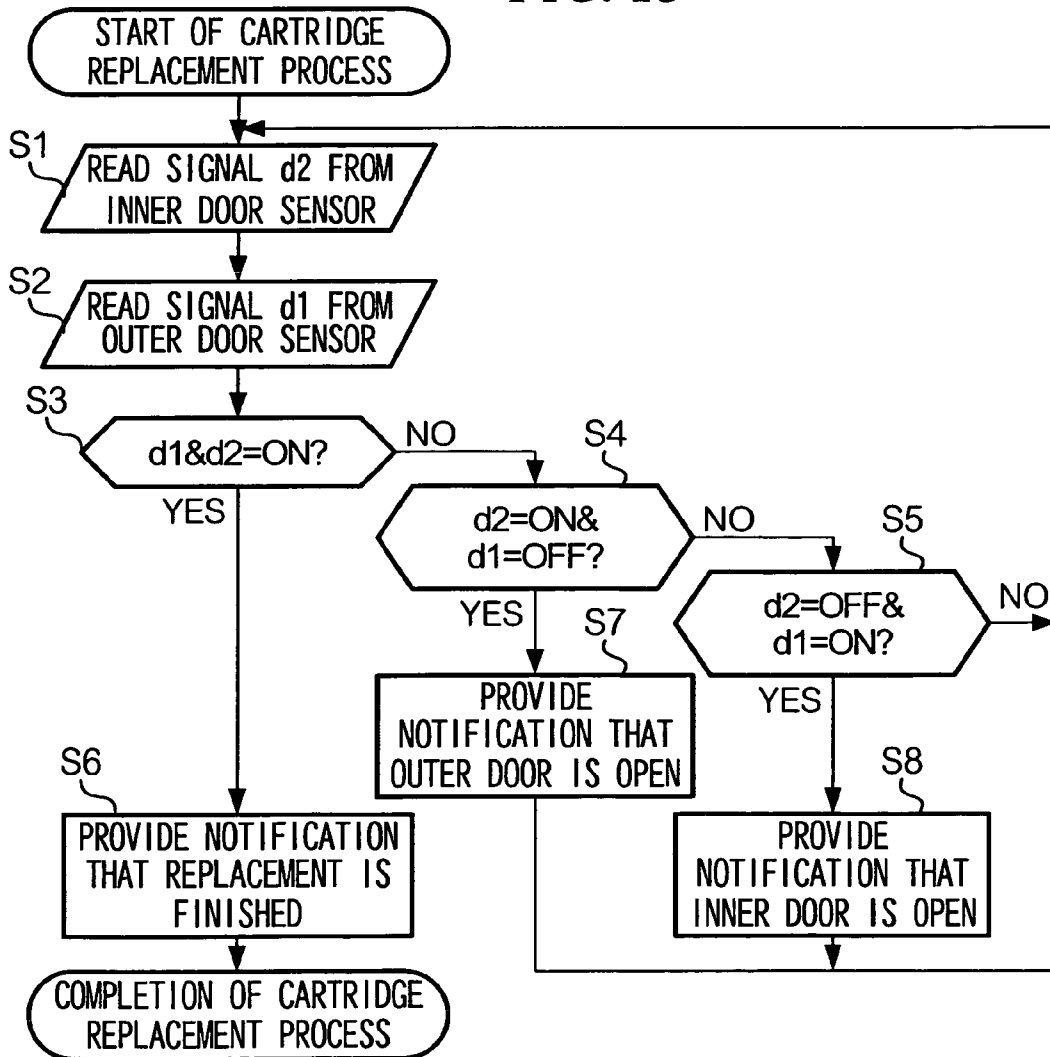 START OF CARTRIDGE
REPLACEMENT PROCESS
S1
READ SIGNAL d2 FROM
INNER DOOR SENSOR
S2
READ SIGNAL d1 FROM
OUTER DOOR SENSOR
S3
d1&d2=ON?
NO
YES
S4
d2=ON&
d1=OFF?
NO
YES
S5
d2=OFF&
d1=ON?
NO
YES
S7
PROVIDE
NOTIFICATION THAT
OUTER DOOR IS OPEN
S6
PROVIDE NOTIFICATION
THAT REPLACEMENT IS
FINISHED
S8
PROVIDE
NOTIFICATION THAT
INNER DOOR IS OPEN
COMPLETION OF CARTRIDGE
REPLACEMENT PROCESS